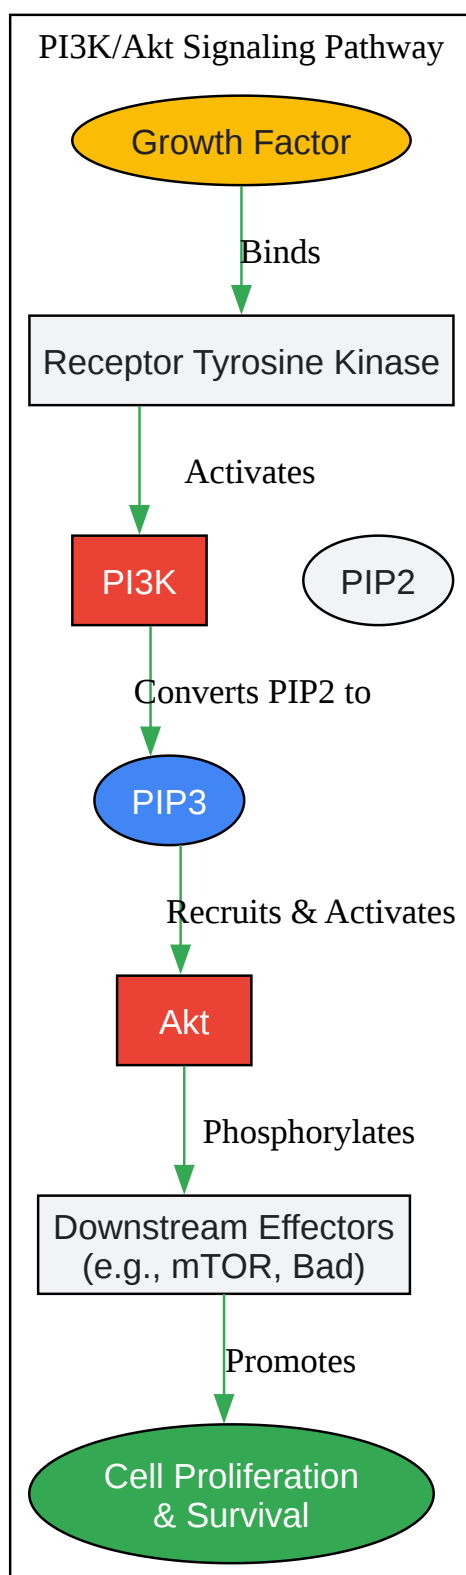 PI3K/Akt Signaling Pathway
Growth Factor
Binds
Receptor Tyrosine Kinase
Activates
PI3K
PIP2
Converts PIP2 to
PIP3
Recruits & Activates
Akt
Phosphorylates
Downstream Effectors
(e.g., mTOR, Bad)
Promotes
Cell Proliferation
& Survival